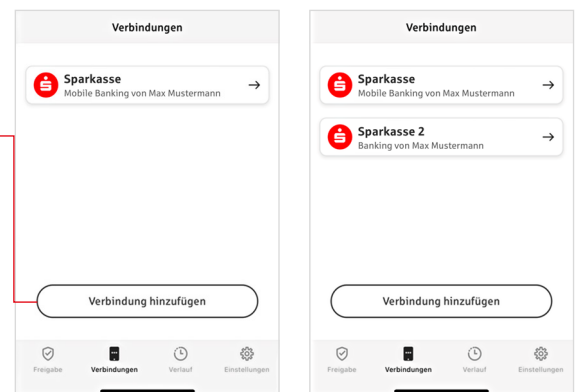 Verbindungen
Sparkasse
Mobile Banking von Max Mustermann
Verbindung hinzufügen
Freigabe Verbindungen Verlauf Einstellungen
Verbindungen
Sparkasse
Mobile Banking von Max Mustermann
Sparkasse 2
Banking von Max Mustermann
Verbindung hinzufügen
Freigabe Verbindungen Verlauf Einstellungen